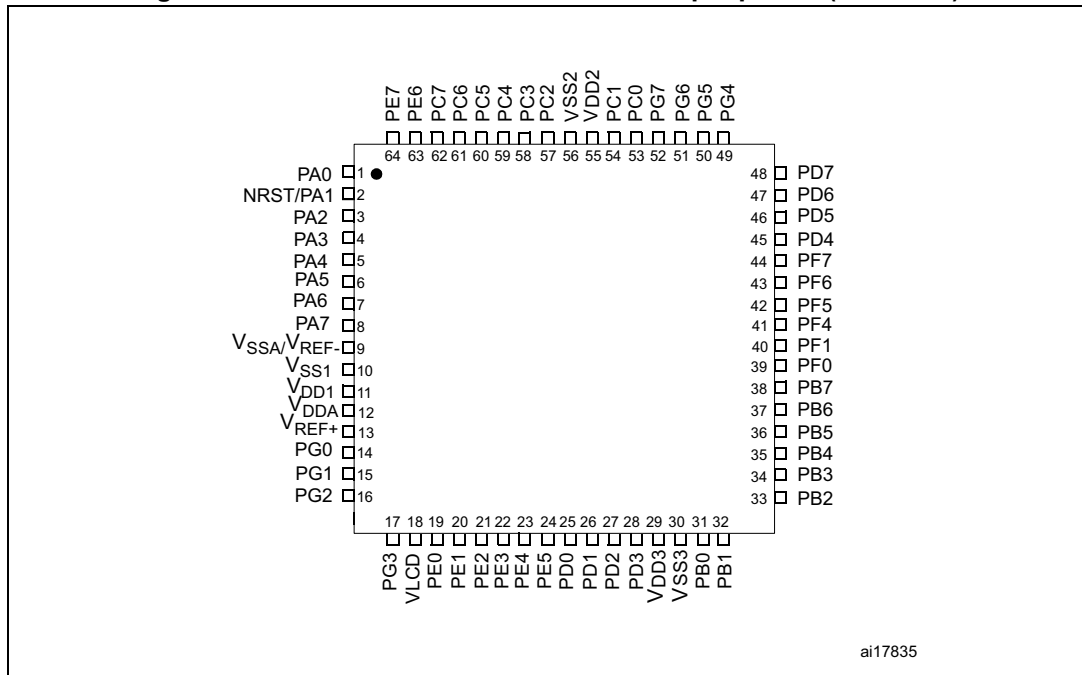 PE7 PE6 PC7 PC6 PC5 PC4 PC3 PC2 VSS2 VDD2 PC1 PC0 PG7 PG6 PG5 PG4
64 63 62 61 60 59 58 57 56 55 54 53 52 51 50 49
PA0 1
NRST/PA1 2
PA2 3
PA3 4
PA4 5
PA5 6
PA6 7
PA7 8
VSSA/VREF- 9
VSS1 10
VDD1 11
VDDA 12
VREF+ 13
PG0 14
PG1 15
PG2 16
48 PD7
47 PD6
46 PD5
45 PD4
44 PF7
43 PF6
42 PF5
41 PF4
40 PF1
39 PF0
38 PB7
37 PB6
36 PB5
35 PB4
34 PB3
33 PB2
17 18 19 20 21 22 23 24 25 26 27 28 29 30 31 32
PG3 VLCD PE0 PE1 PE2 PE3 PE4 PE5 PD0 PD1 PD2 PD3 VDD3 VSS3 PB0 PB1
ai17835